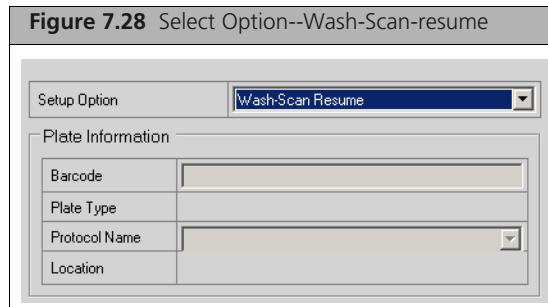 Figure 7.28 Select Option--Wash-Scan-resume
Setup Option Wash-Scan Resume
Plate Information
Barcode
Plate Type
Protocol Name
Location